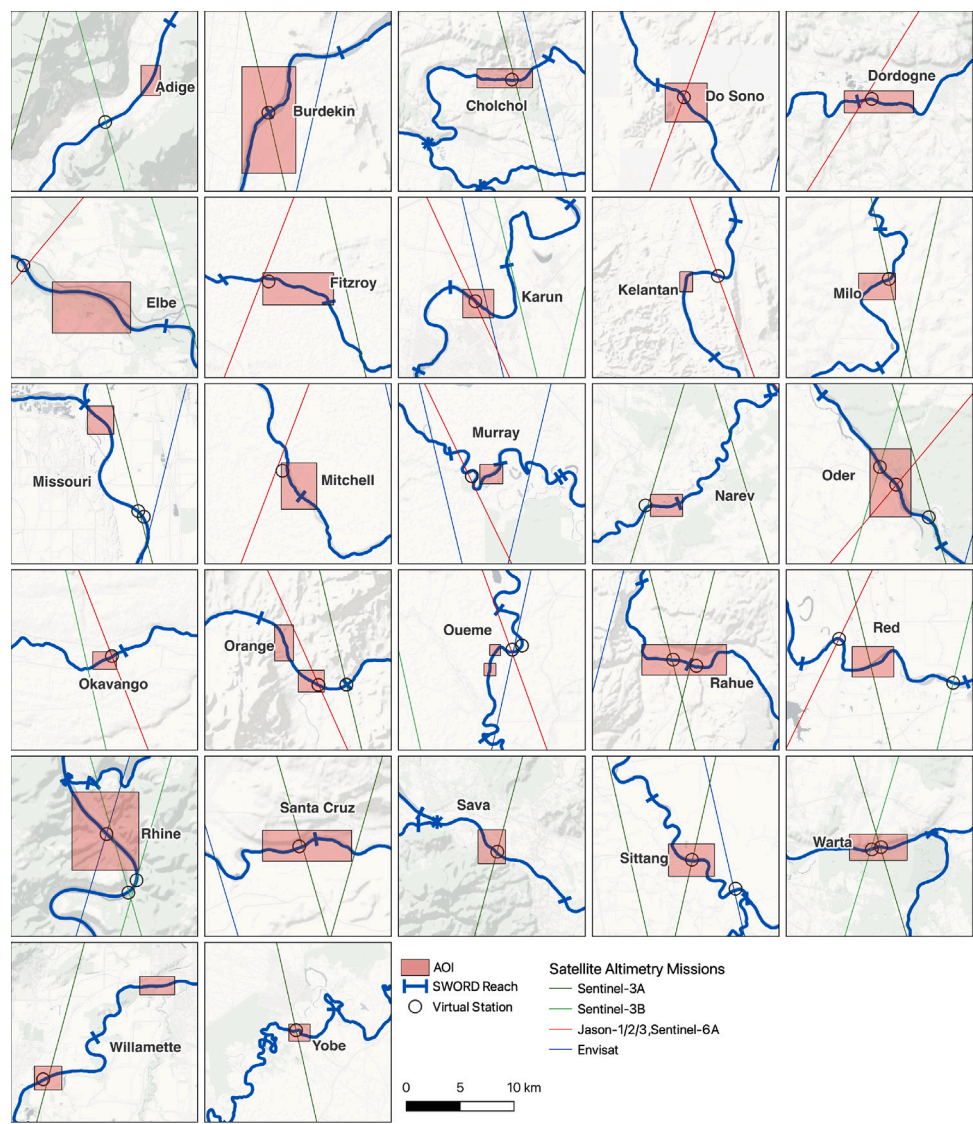 Adige
Burdekin
Cholchol
Do Sono
Dordogne
Elbe
Fitzroy
Karun
Kelantan
Milo
Missouri
Mitchell
Murray
Narev
Oder
Okavango
Orange
Oueme
Rahue
Red
Rhine
Santa Cruz
Sava
Sittang
Warta
Willamette
Yobe
AOI
SWORD Reach
Virtual Station
Satellite Altimetry Missions
Sentinel-3A
Sentinel-3B
Jason-1/2/3,Sentinel-6A
Envisat
0 5 10 km